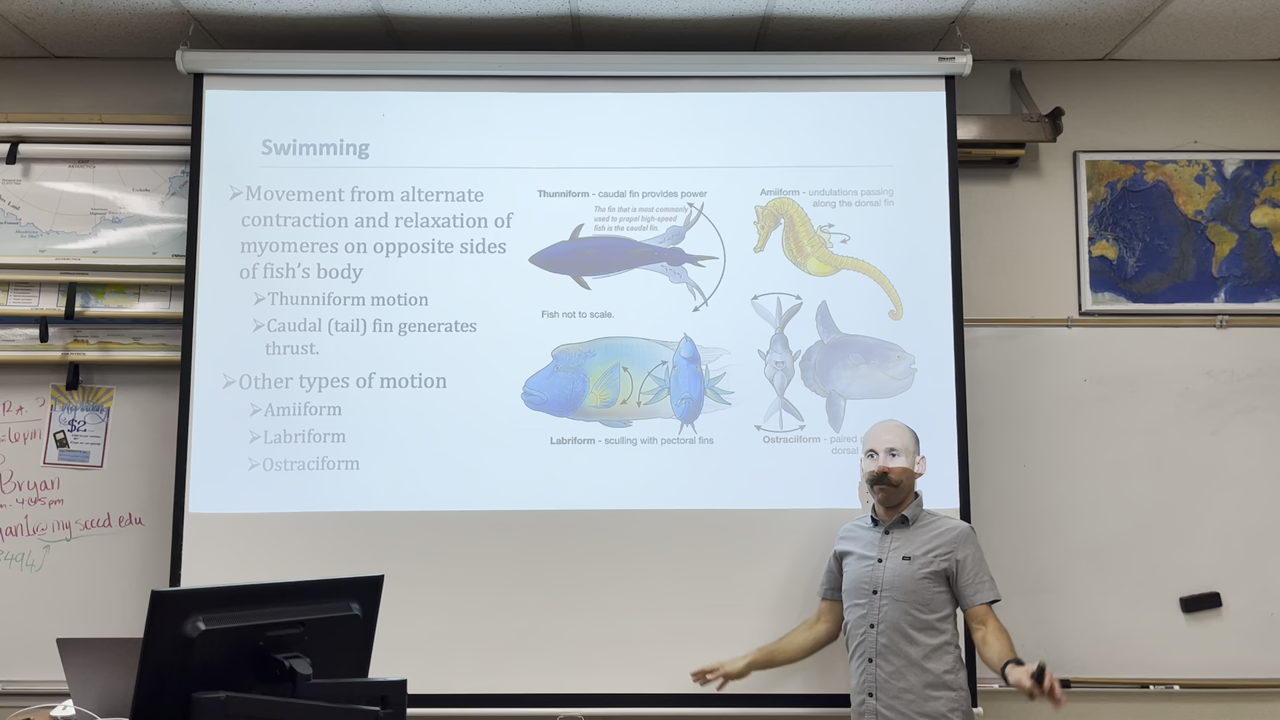 Swimming
➢Movement from alternate
contraction and relaxation of
myomeres on opposite sides
of fish's body
➢Thunniform motion
➢Caudal (tail) fin generates
thrust.
➢Other types of motion
➢Amiiform
➢Labriform
➢Ostraciform
Thunniform - caudal fin provides power
The fin that is most commonly
used to propel high-speed
fish is the caudal fin.
Fish not to scale.
Amiiform - undulations passing
along the dorsal fin
Labriform - sculling with pectoral fins
Ostraciiform - paired
dorsal
$2
Bryan
@my.scccd.edu